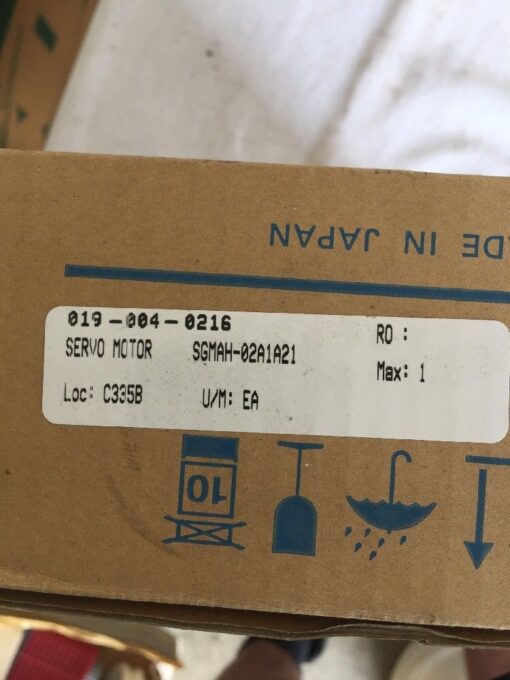 DE IN JAPAN
019-004-0216
SERVO MOTOR SGMAH-02A1A21
RO :
Max: 1
Loc: C335B U/M: EA
10